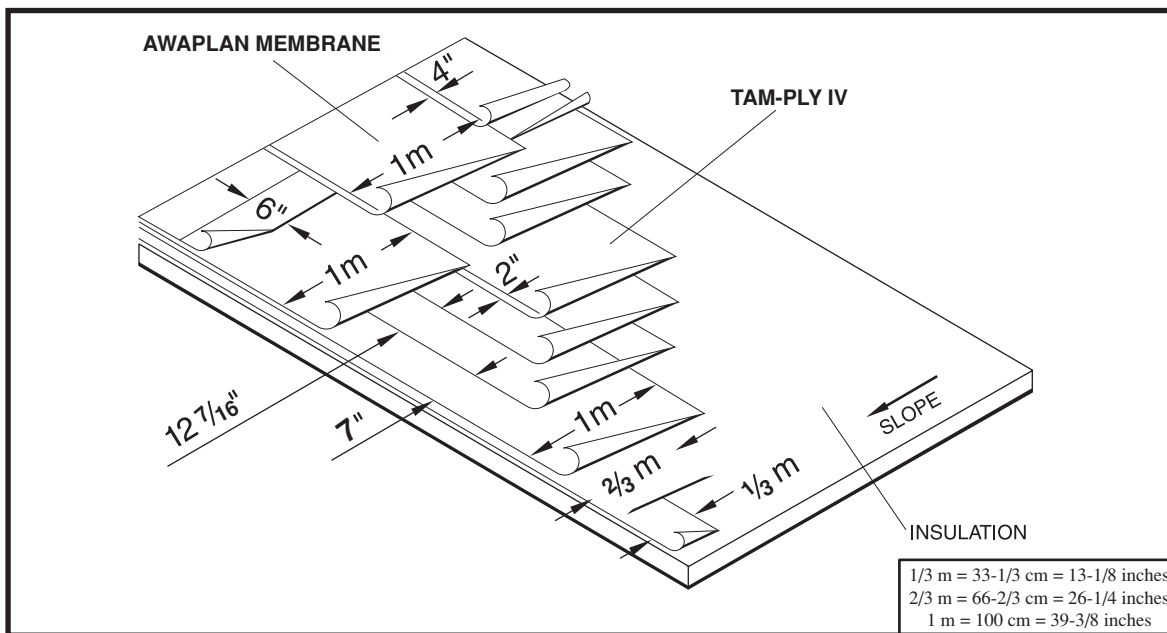 AWAPLAN MEMBRANE
4"
TAM-PLY IV
1m
6"
1m
2"
12 7/16"
7"
1m
2/3 m
1/3 m
SLOPE
INSULATION
1/3 m = 33-1/3 cm = 13-1/8 inches
2/3 m = 66-2/3 cm = 26-1/4 inches
1 m = 100 cm = 39-3/8 inches